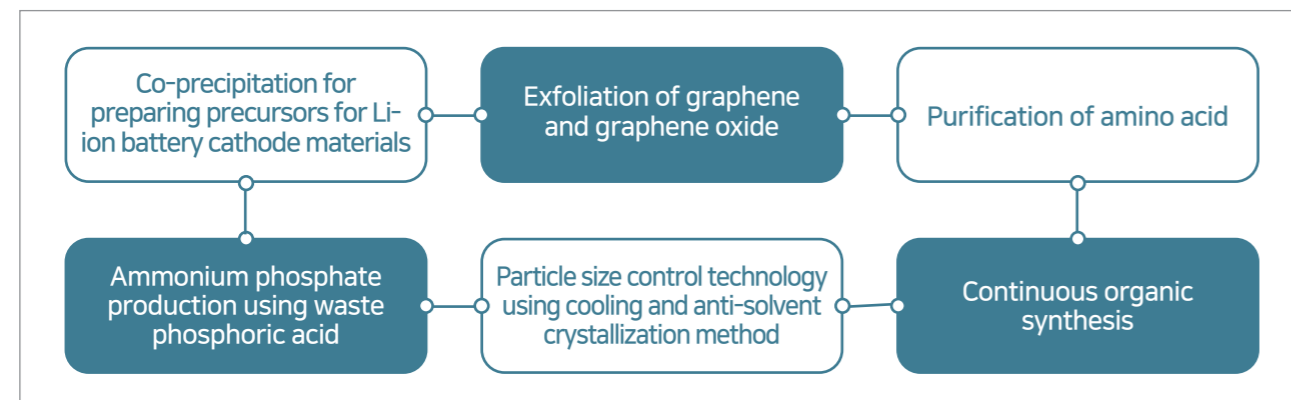 Co-precipitation for
preparing precursors for Li-
ion battery cathode materials
Exfoliation of graphene
and graphene oxide
Purification of amino acid
Ammonium phosphate
production using waste
phosphoric acid
Particle size control technology
using cooling and anti-solvent
crystallization method
Continuous organic
synthesis